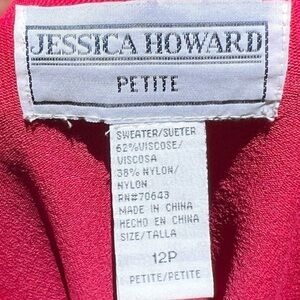 JESSICA HOWARD
PETITE
SWEATER/SUETER
62%VISCOSE/
VISCOSA
38% NYLON/
NYLON
RN#70643
MADE IN CHINA
HECHO EN CHINA
SIZE/TALLA
12P
PETITE/PETITE